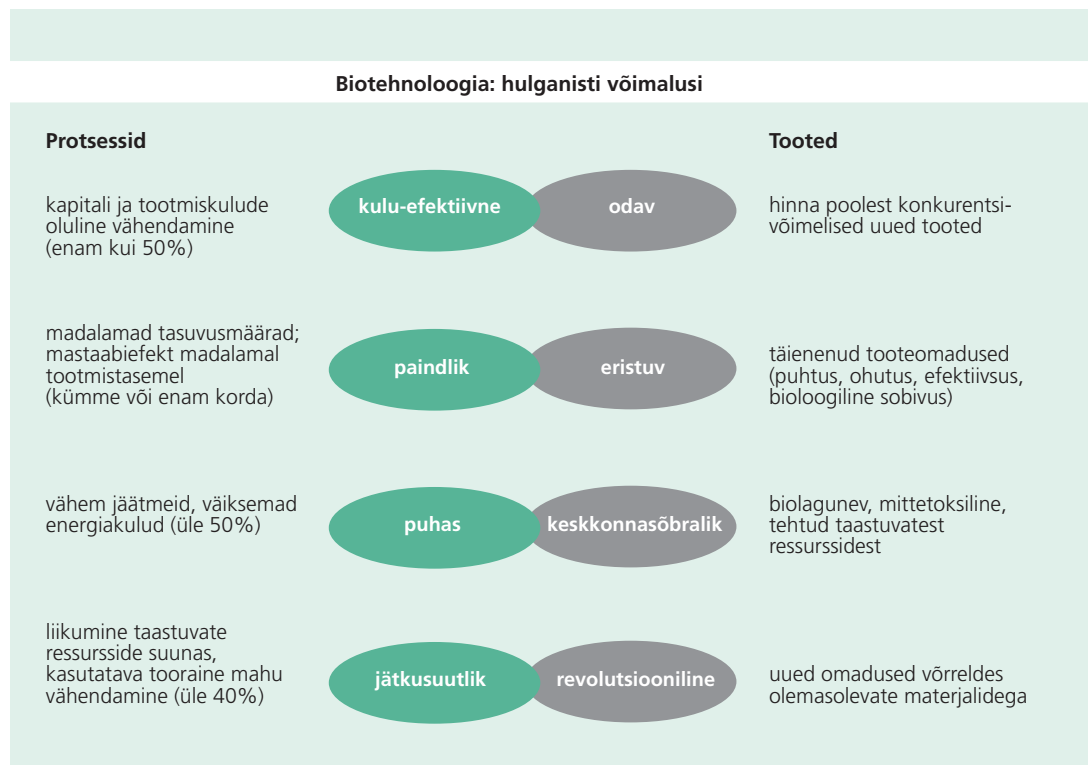 Biotehnoloogia: hulganisti võimalusi
Protsessid
Tooted
kapitali ja tootmiskulude
oluline vähendamine
(enam kui 50%)
kulu-efektiivne
odav
hinna poolest konkurentsi-
võimelised uued tooted
madalamad tasuvusmäärad;
mastaabiefekt madalamal
tootmistasemel
(kümme või enam korda)
paindlik
eristuv
täienenud tooteomadused
(puhtus, ohutus, efektiivsus,
bioloogiline sobivus)
vähem jäätmeid, väiksemad
energiakulud (üle 50%)
puhas
keskkonnasõbralik
biolagunev, mittetoksiline,
tehtud taastuvatest
ressurssidest
liikumine taastuvate
ressursside suunas,
kasutatava tooraine mahu
vähendamine (üle 40%)
jätkusuutlik
revolutsiooniline
uued omadused võrreldes
olemasolevate materjalidega